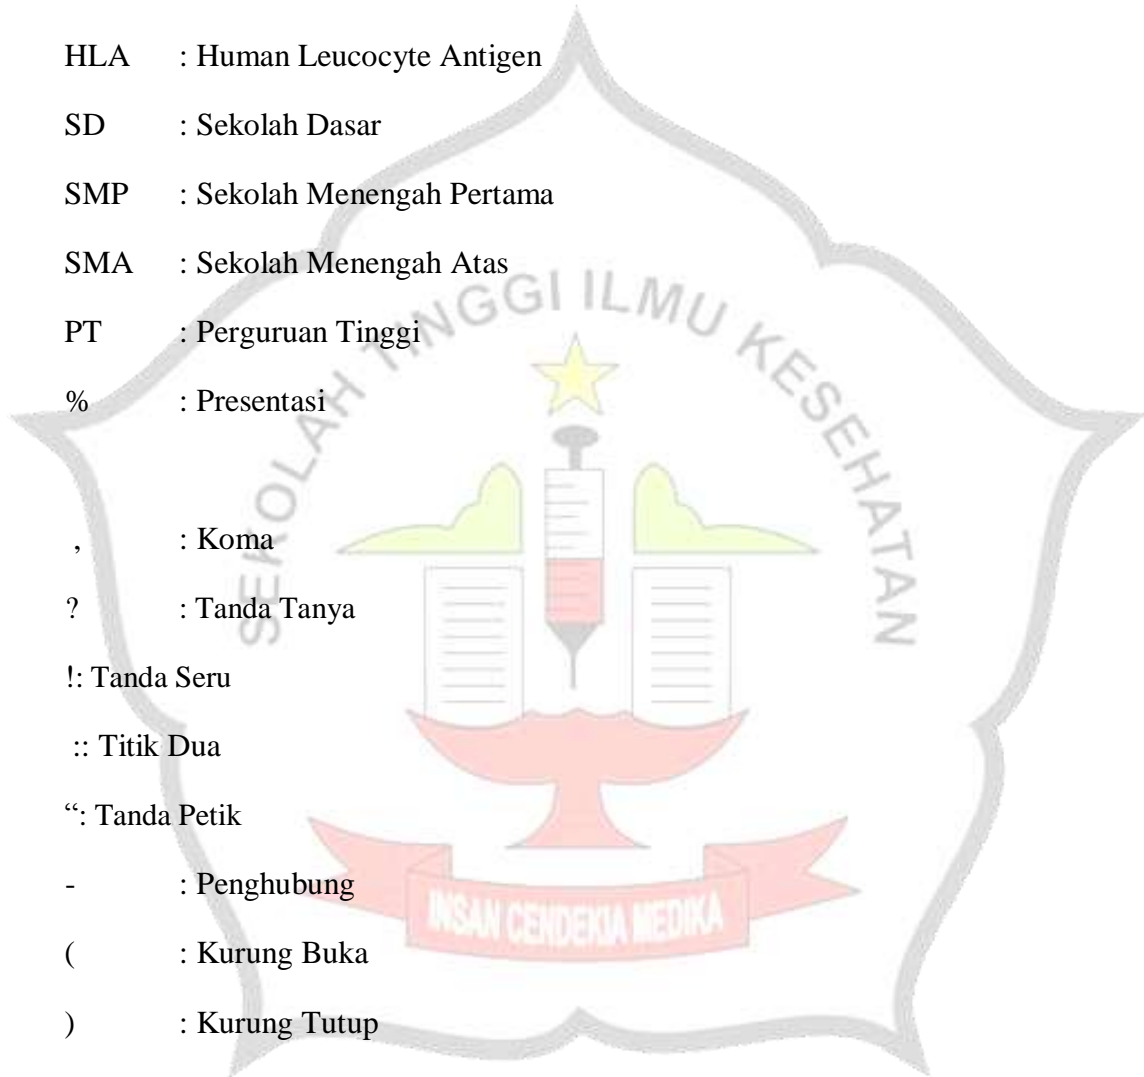 HLA : Human Leucocyte Antigen
SD : Sekolah Dasar
SMP : Sekolah Menengah Pertama
SMA : Sekolah Menengah Atas
PT : Perguruan Tinggi
% : Presentasi
, : Koma
? : Tanda Tanya
!: Tanda Seru
:: Titik Dua
“: Tanda Petik
- : Penghubung
( : Kurung Buka
) : Kurung Tutup
SEKOLAH TINGGI ILMU KESEHATAN
INSAN CENDEKIA MEDIKA